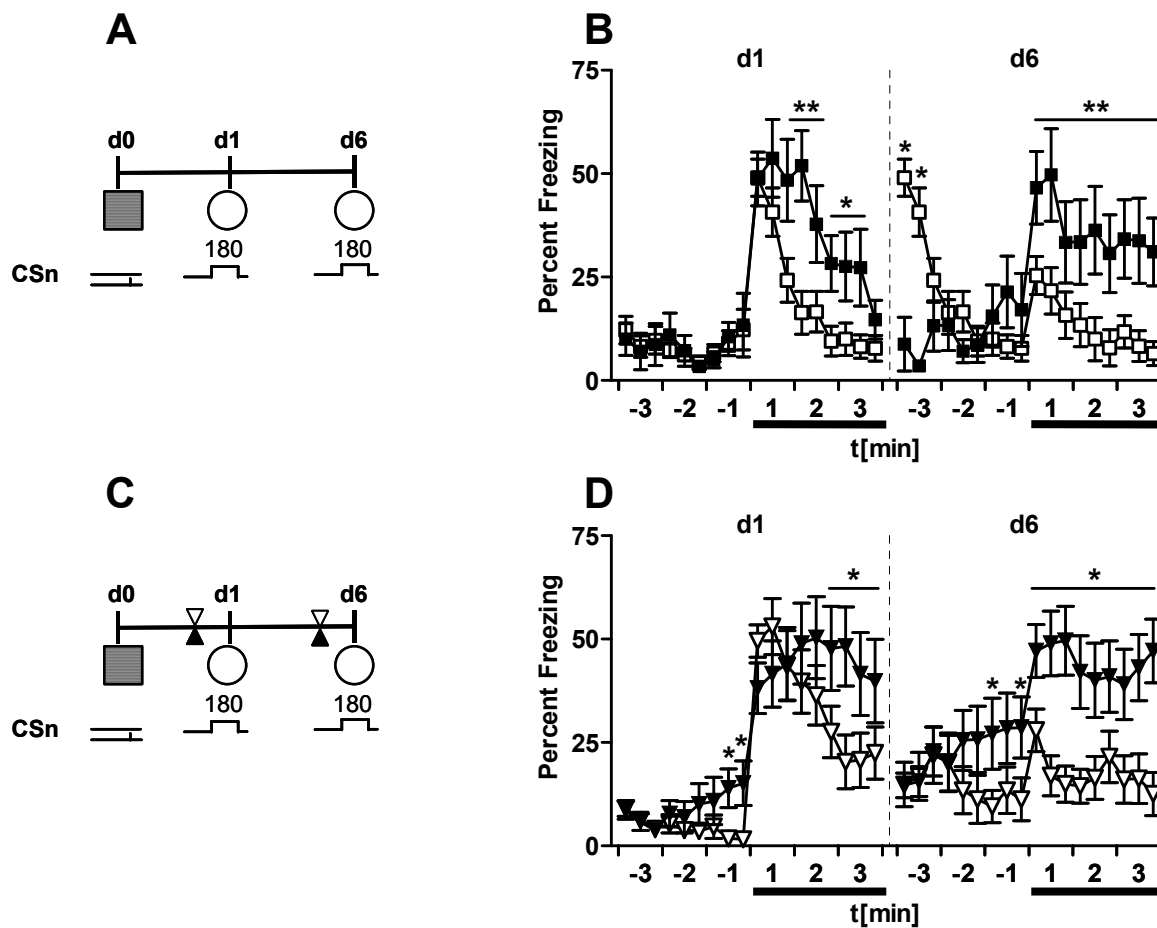 A
d0 d1 d6
180 180
CSn
B
d1 d6
Percent Freezing
75
50
25
0
** * * * **
-3 -2 -1 1 2 3 -3 -2 -1 1 2 3
t[min]
C
d0 d1 d6
180 180
CSn
D
d1 d6
Percent Freezing
75
50
25
0
* * * * * *
-3 -2 -1 1 2 3 -3 -2 -1 1 2 3
t[min]